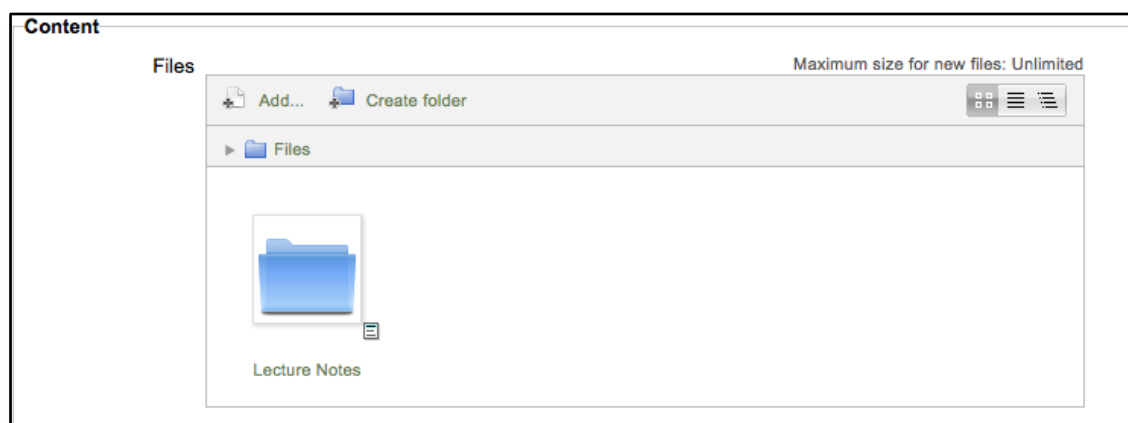 Content
Files
Maximum size for new files: Unlimited
Add... Create folder
Files
Lecture Notes